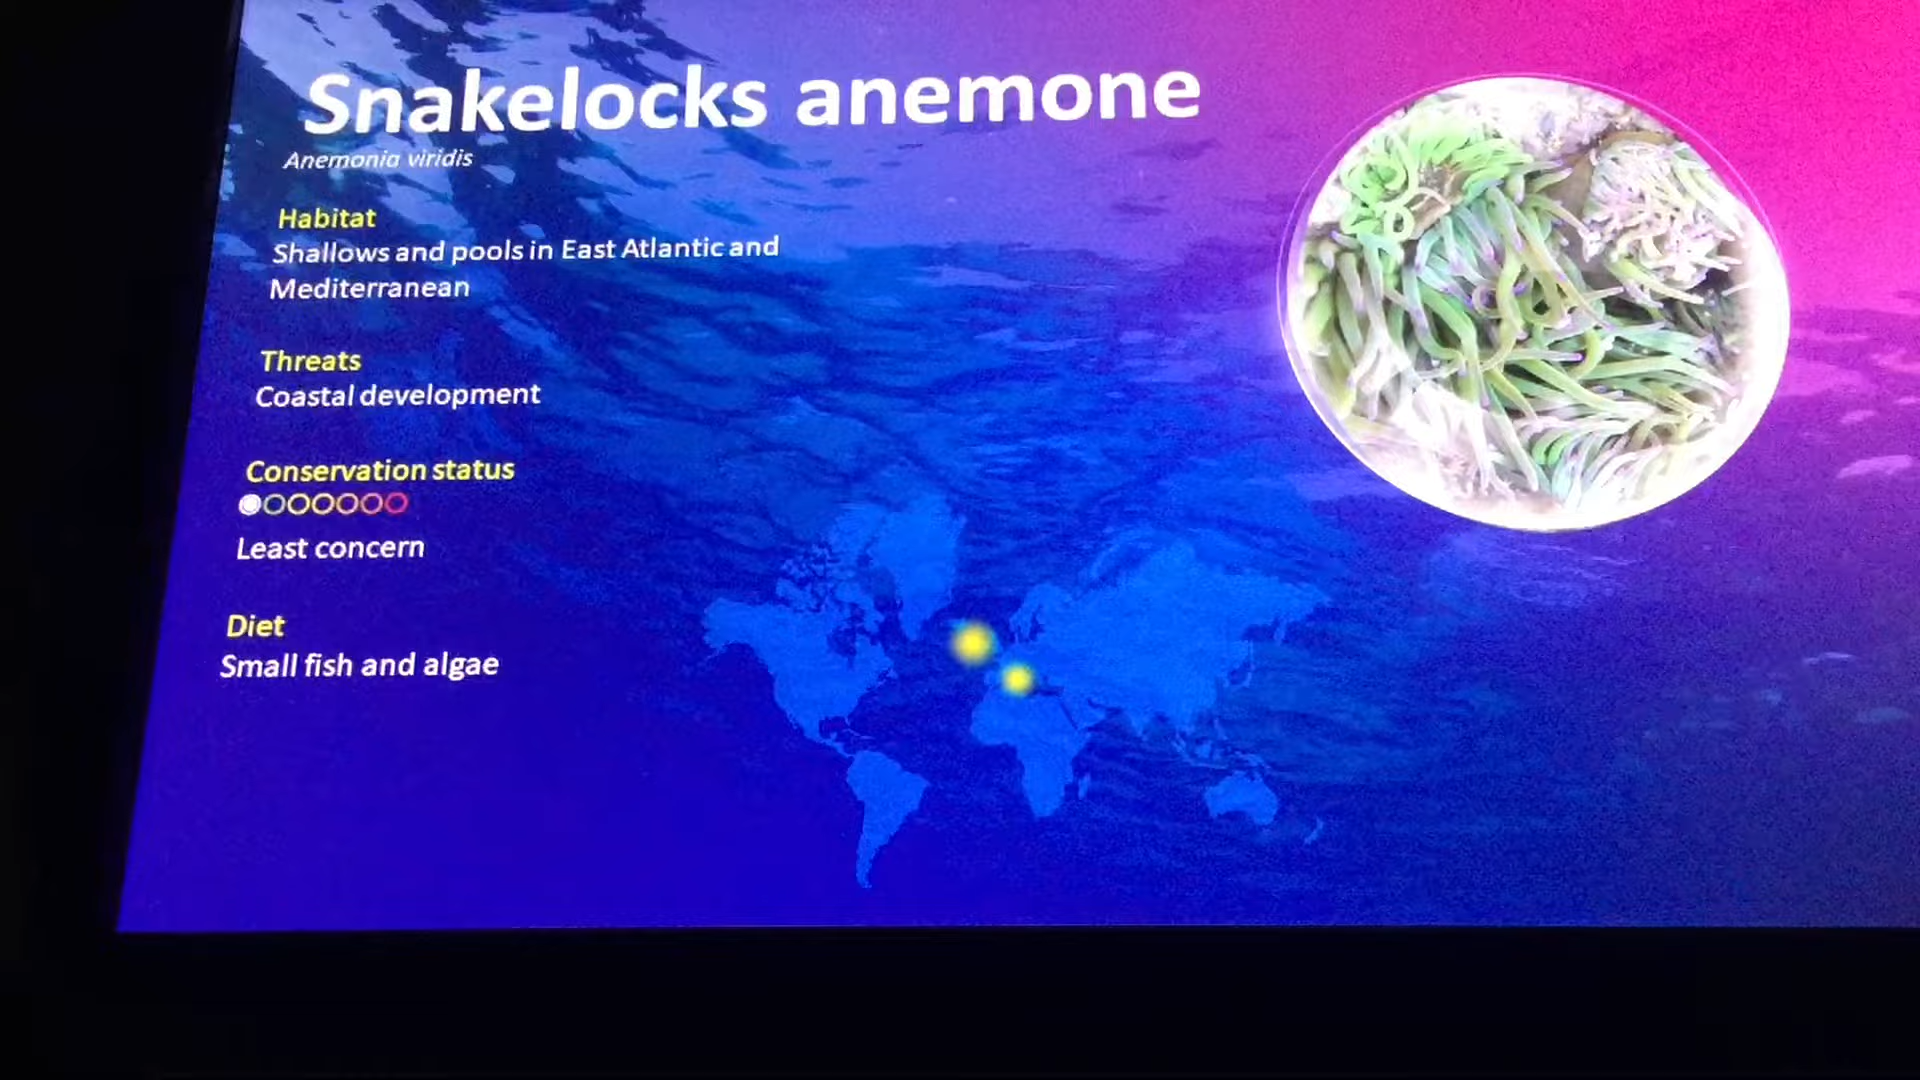 Snakelocks anemone
Anemonia viridis
Habitat
Shallows and pools in East Atlantic and
Mediterranean
Threats
Coastal development
Conservation status
Least concern
Diet
Small fish and algae